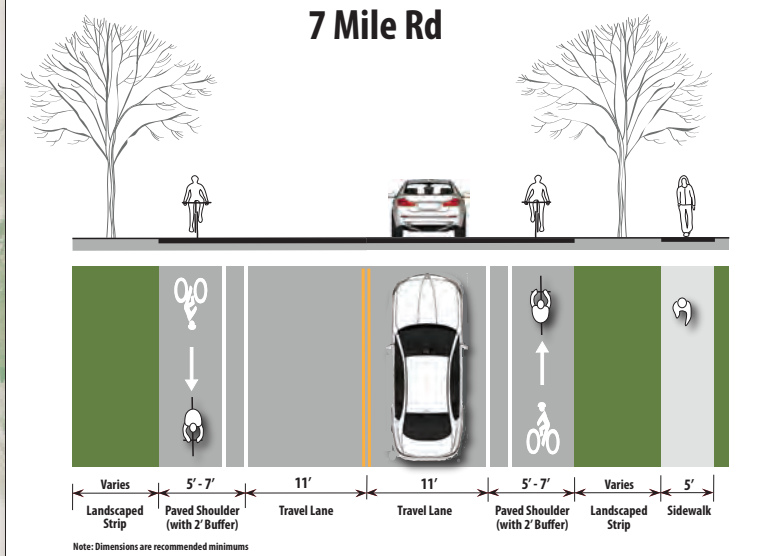 7 Mile Rd
Varies 5' - 7' 11' 11' 5' - 7' Varies 5'
Landscaped Strip
Paved Shoulder (with 2' Buffer)
Travel Lane
Travel Lane
Paved Shoulder (with 2' Buffer)
Landscaped Strip
Sidewalk
Note: Dimensions are recommended minimums